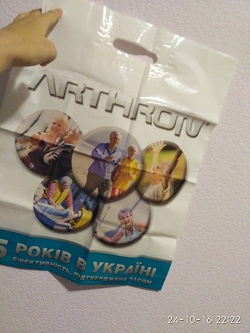 ARTHRON®
5 РОКІВ В УКРАЇНІ
ЕФЕКТИВНІСТЬ, ПІДТВЕРДЖЕНА ЧАСОМ
24-10-16 22:22